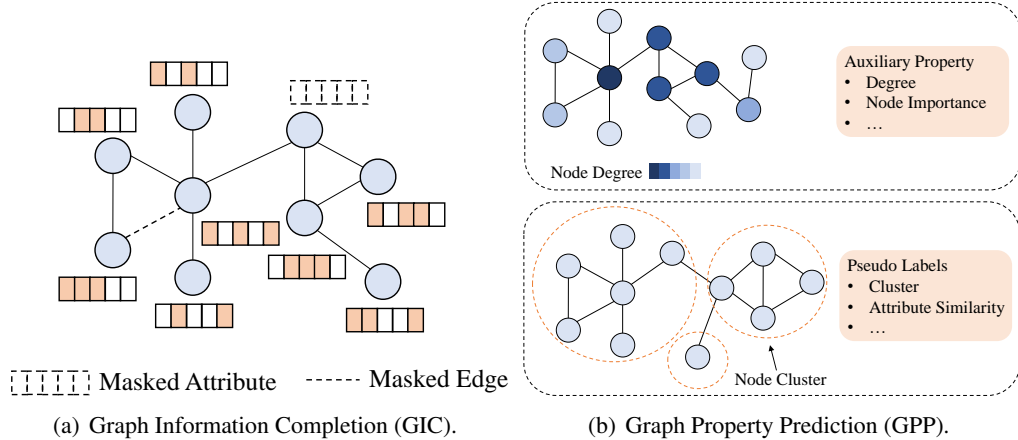 Masked Attribute
Masked Edge
(a) Graph Information Completion (GIC).
Auxiliary Property
• Degree
• Node Importance
• …
Node Degree
Pseudo Labels
• Cluster
• Attribute Similarity
• …
Node Cluster
(b) Graph Property Prediction (GPP).